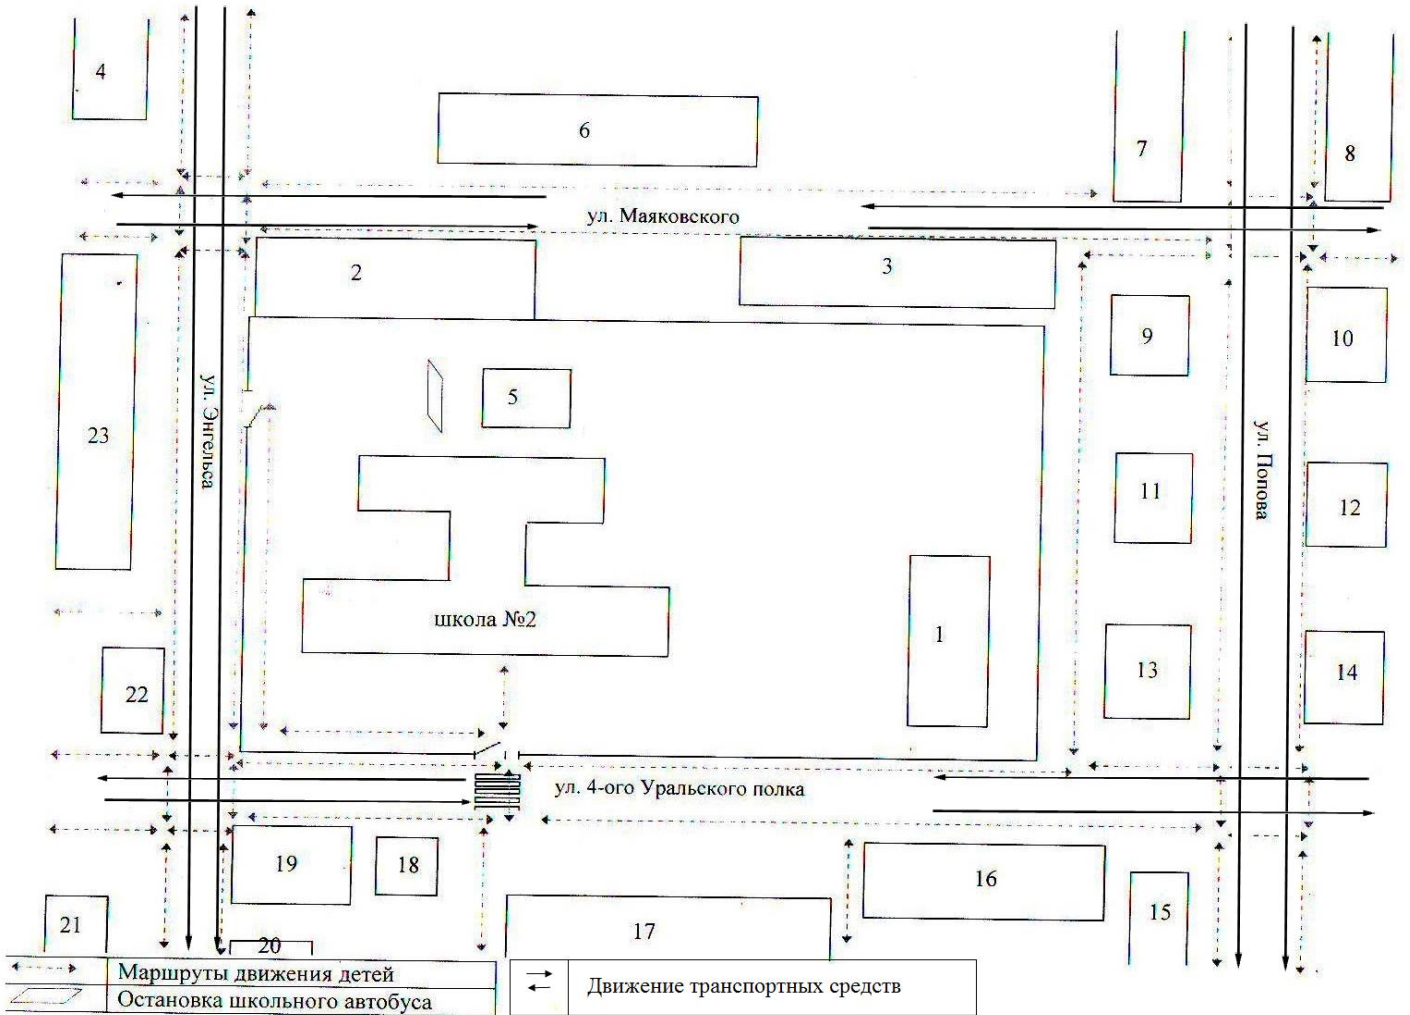 4
6
7
8
ул. Маяковского
2
3
9
10
5
ул. Энгельса
23
ул. Попова
11
12
школа №2
1
13
14
22
ул. 4-ого Уральского полка
19
18
16
15
21
20
17
Маршруты движения детей
Остановка школьного автобуса
Движение транспортных средств